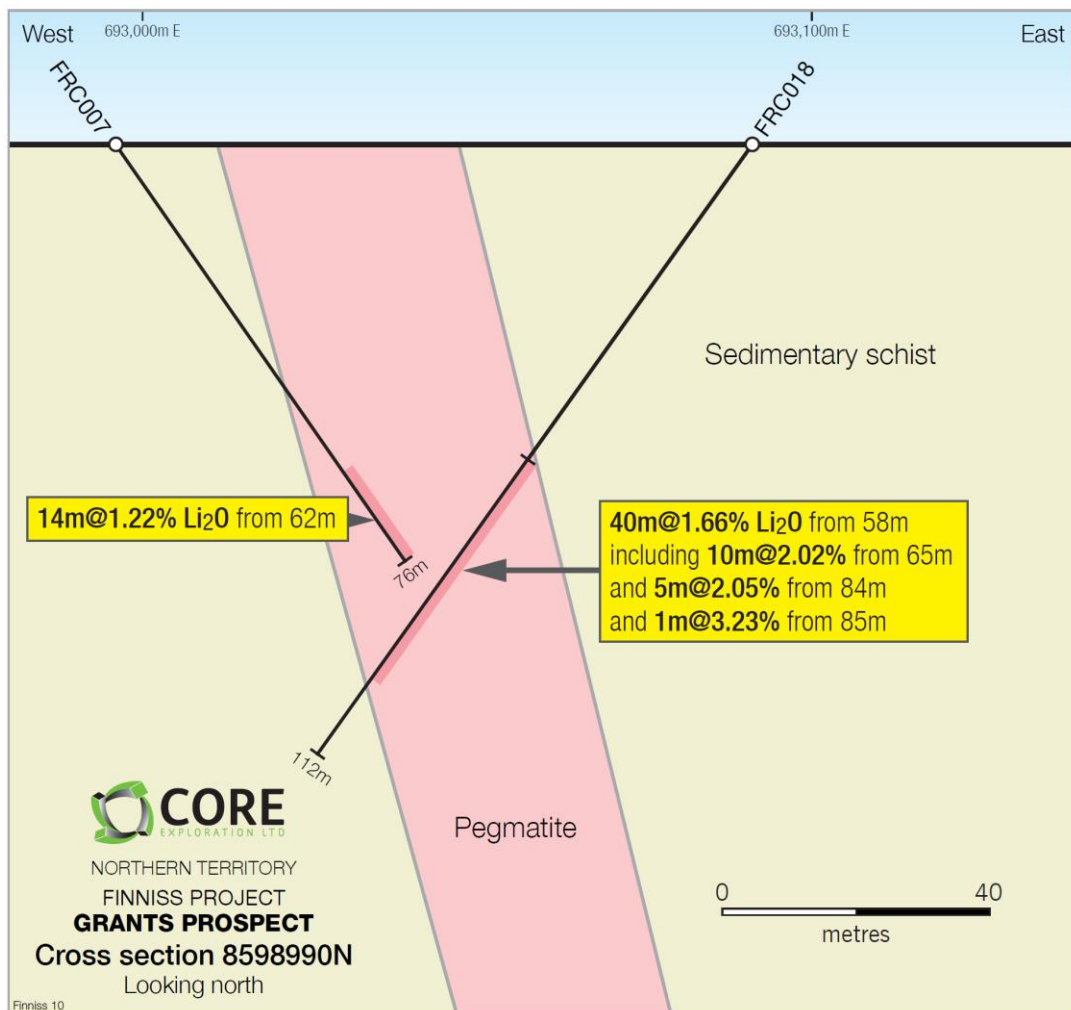 West
693,000m E
693,100m E
East
FRC007
FRC018
Sedimentary schist
14m@1.22% Li₂O from 62m
40m@1.66% Li₂O from 58m
including 10m@2.02% from 65m
and 5m@2.05% from 84m
and 1m@3.23% from 85m
76m
112m
CORE
EXPLORATION LTD
NORTHERN TERRITORY
FINNISS PROJECT
GRANTS PROSPECT
Cross section 8598990N
Looking north
Pegmatite
0
40
metres
Finniss 10